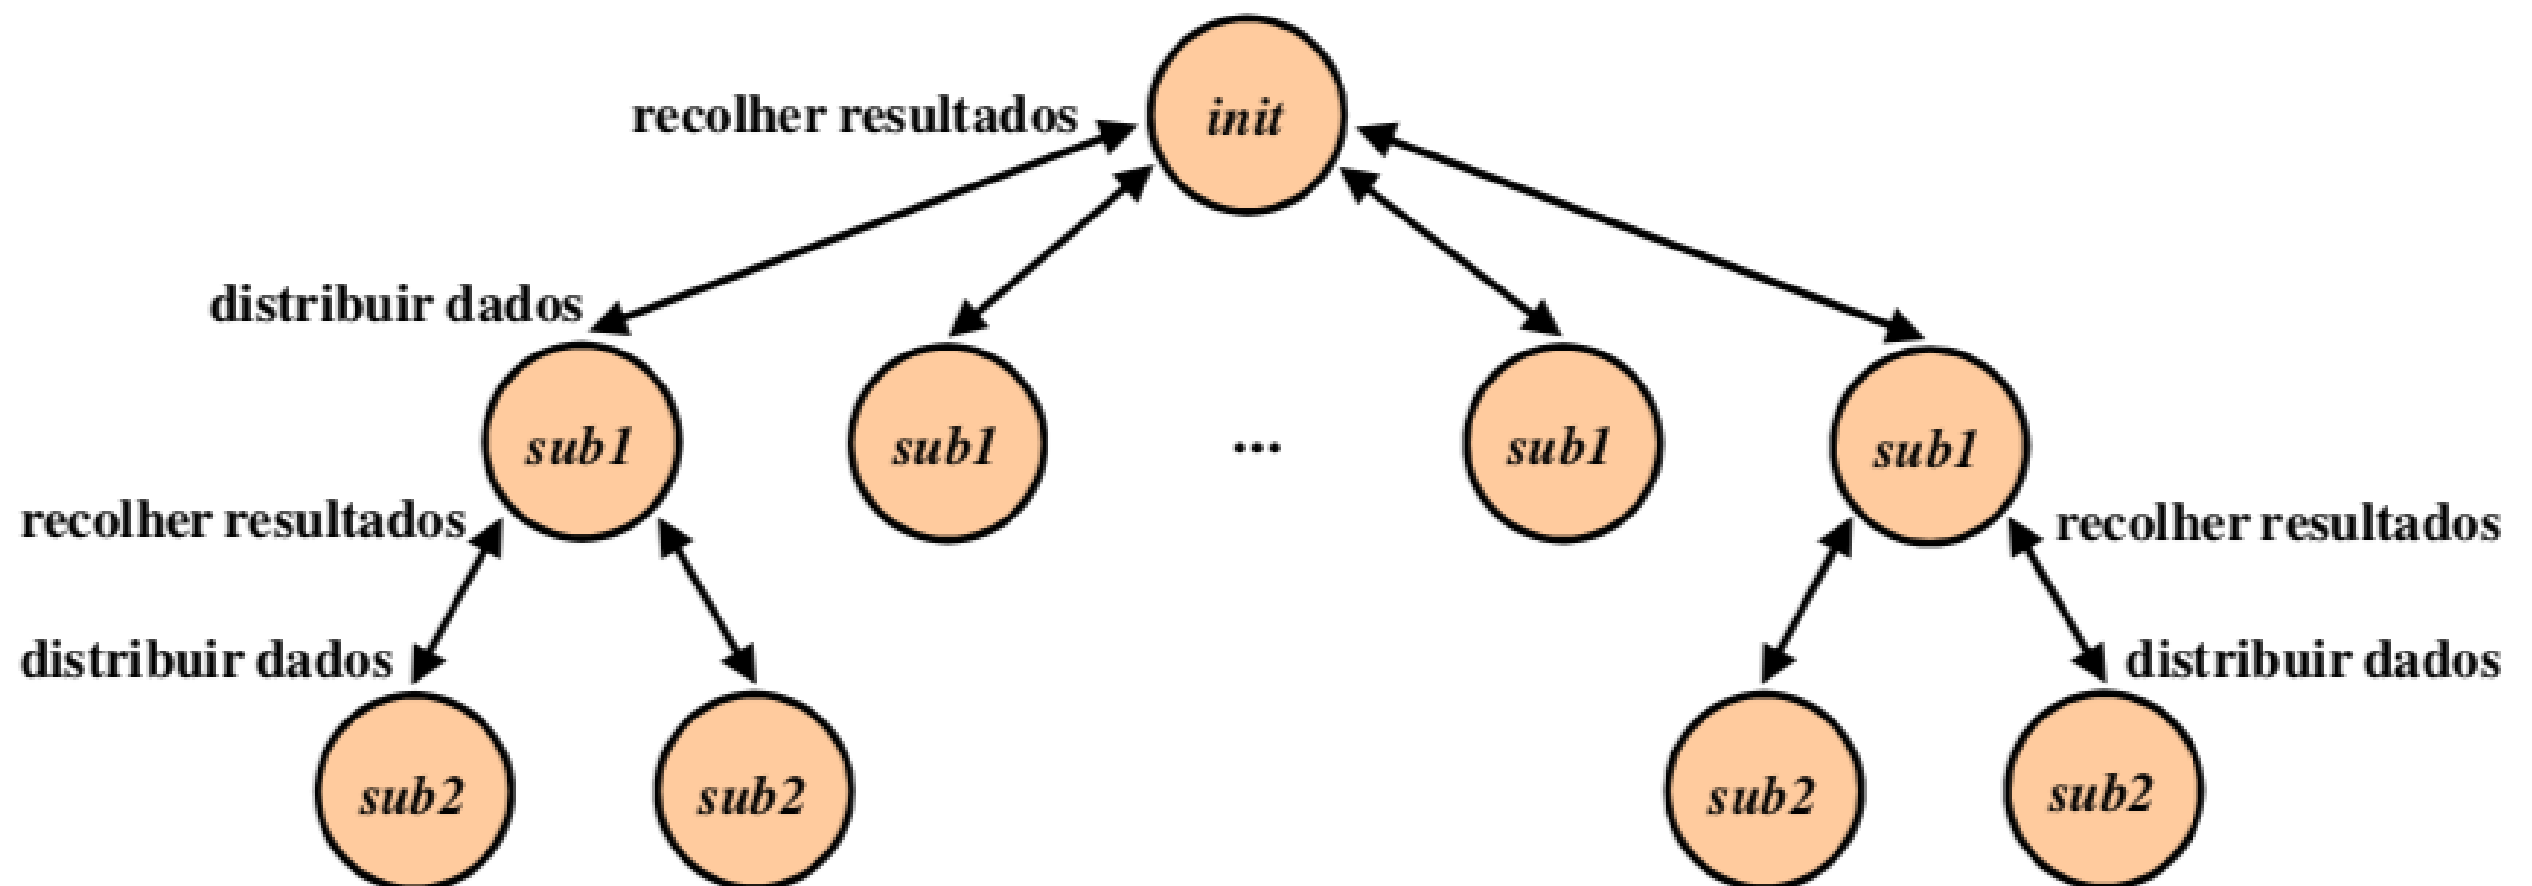 init
recolher resultados
distribuir dados
sub1
sub1
...
sub1
sub1
recolher resultados
recolher resultados
distribuir dados
distribuir dados
sub2
sub2
sub2
sub2